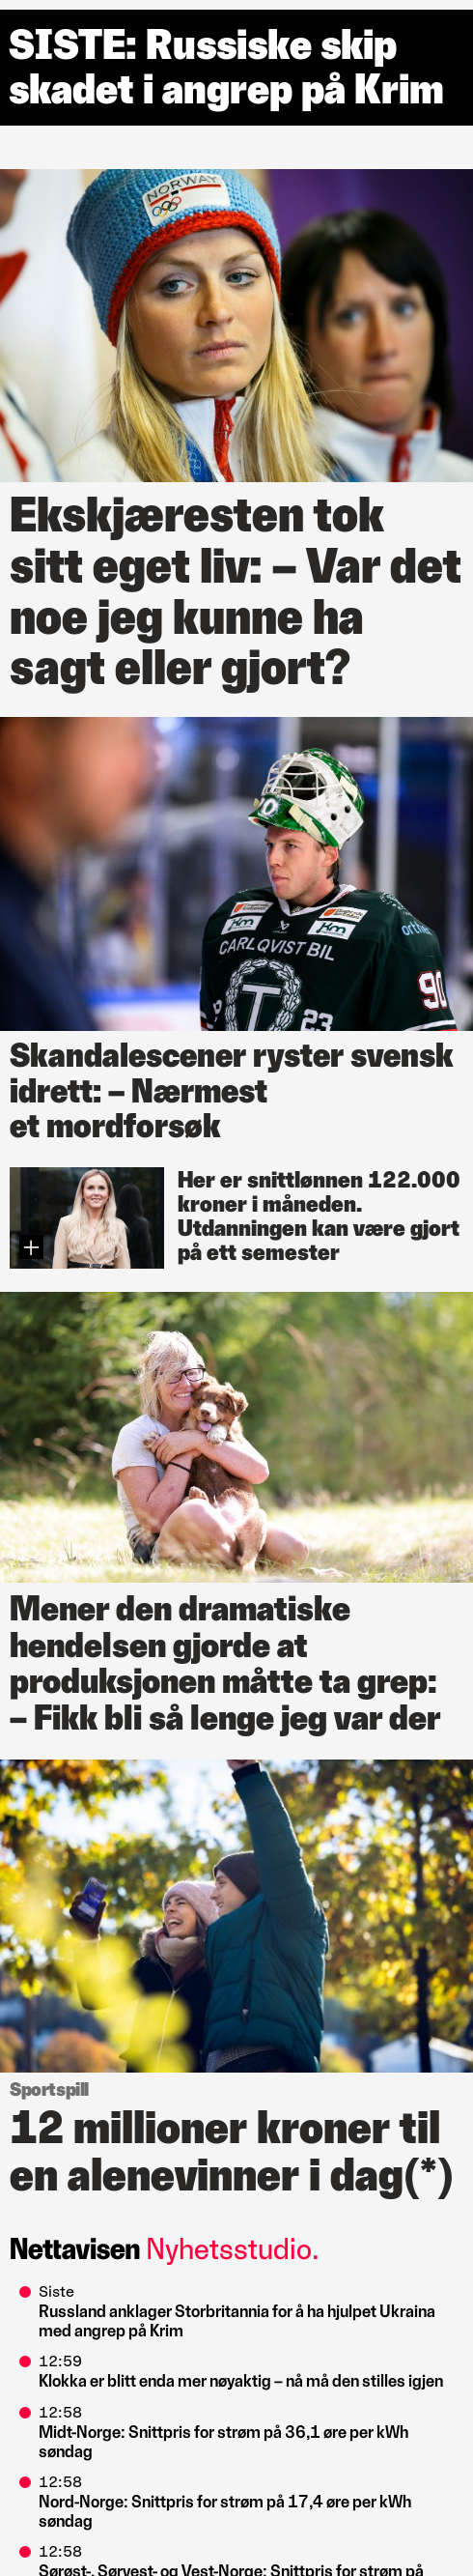 SISTE: Russiske skip
skadet i angrep på Krim
NORWAY
Ekskjæresten tok
sitt eget liv: – Var det
noe jeg kunne ha
sagt eller gjort?
CARLQVIST BIL
90
9 23
Skandalescener ryster svensk
idrett: – Nærmest
et mordforsøk
Her er snittlønnen 122.000
kroner i måneden.
Utdanningen kan være gjort
på ett semester
Mener den dramatiske
hendelsen gjorde at
produksjonen måtte ta grep:
– Fikk bli så lenge jeg var der
Sportspill
12 millioner kroner til
en alenevinner i dag(*)
Nettavisen Nyhetsstudio.
Siste
Russland anklager Storbritannia for å ha hjulpet Ukraina
med angrep på Krim
12:59
Klokka er blitt enda mer nøyaktig – nå må den stilles igjen
12:58
Midt-Norge: Snittpris for strøm på 36,1 øre per kWh
søndag
12:58
Nord-Norge: Snittpris for strøm på 17,4 øre per kWh
søndag
12:58
Sørøst-, Sørvest- og Vest-Norge: Snittpris for strøm på